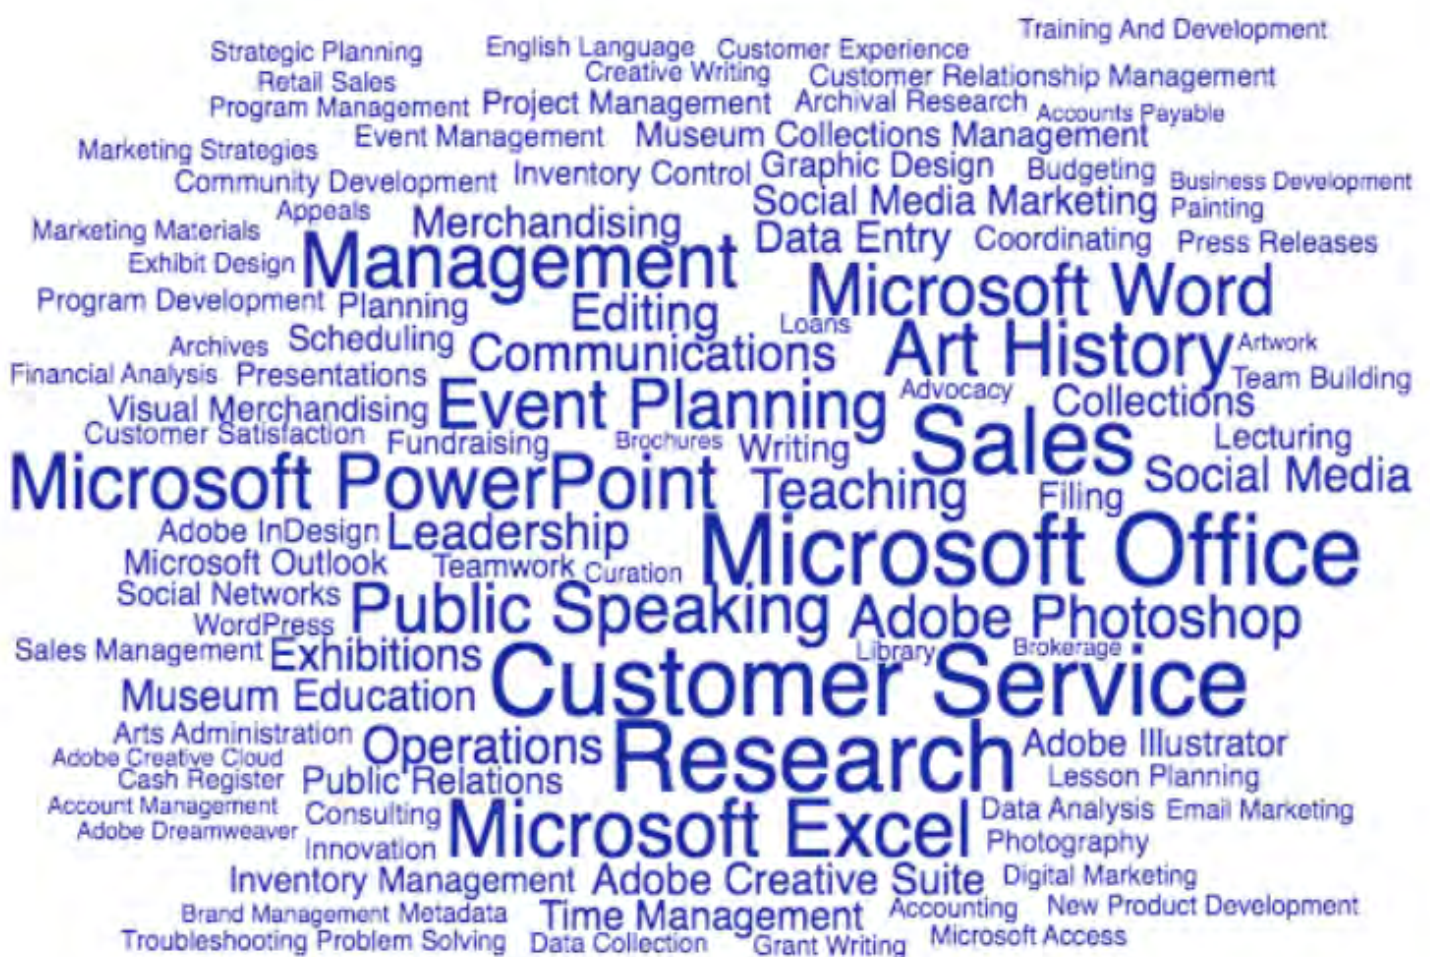 Training And Development
Strategic Planning English Language Customer Experience
Retail Sales Creative Writing Customer Relationship Management
Program Management Project Management Archival Research Accounts Payable
Marketing Strategies Event Management Museum Collections Management
Community Development Inventory Control Graphic Design Budgeting Business Development
Appeals Merchandising Social Media Marketing Painting
Marketing Materials Management Data Entry Coordinating Press Releases
Exhibit Design Microsoft Word
Program Development Planning Editing Loans
Archives Scheduling Communications Art History Artwork
Financial Analysis Presentations Advocacy Team Building
Visual Merchandising Event Planning Collections
Customer Satisfaction Fundraising Brochures Writing Sales Lecturing
Microsoft PowerPoint Teaching Filing Social Media
Adobe InDesign Leadership Microsoft Office
Microsoft Outlook Teamwork Curation
Social Networks Public Speaking Adobe Photoshop
WordPress
Sales Management Exhibitions Library Brokerage
Museum Education Customer Service
Arts Administration Operations Research Adobe Illustrator
Adobe Creative Cloud
Cash Register Public Relations Lesson Planning
Account Management Consulting Microsoft Excel Data Analysis Email Marketing
Adobe Dreamweaver Innovation Photography
Inventory Management Adobe Creative Suite Digital Marketing
Brand Management Metadata Time Management Accounting New Product Development
Troubleshooting Problem Solving Data Collection Grant Writing Microsoft Access